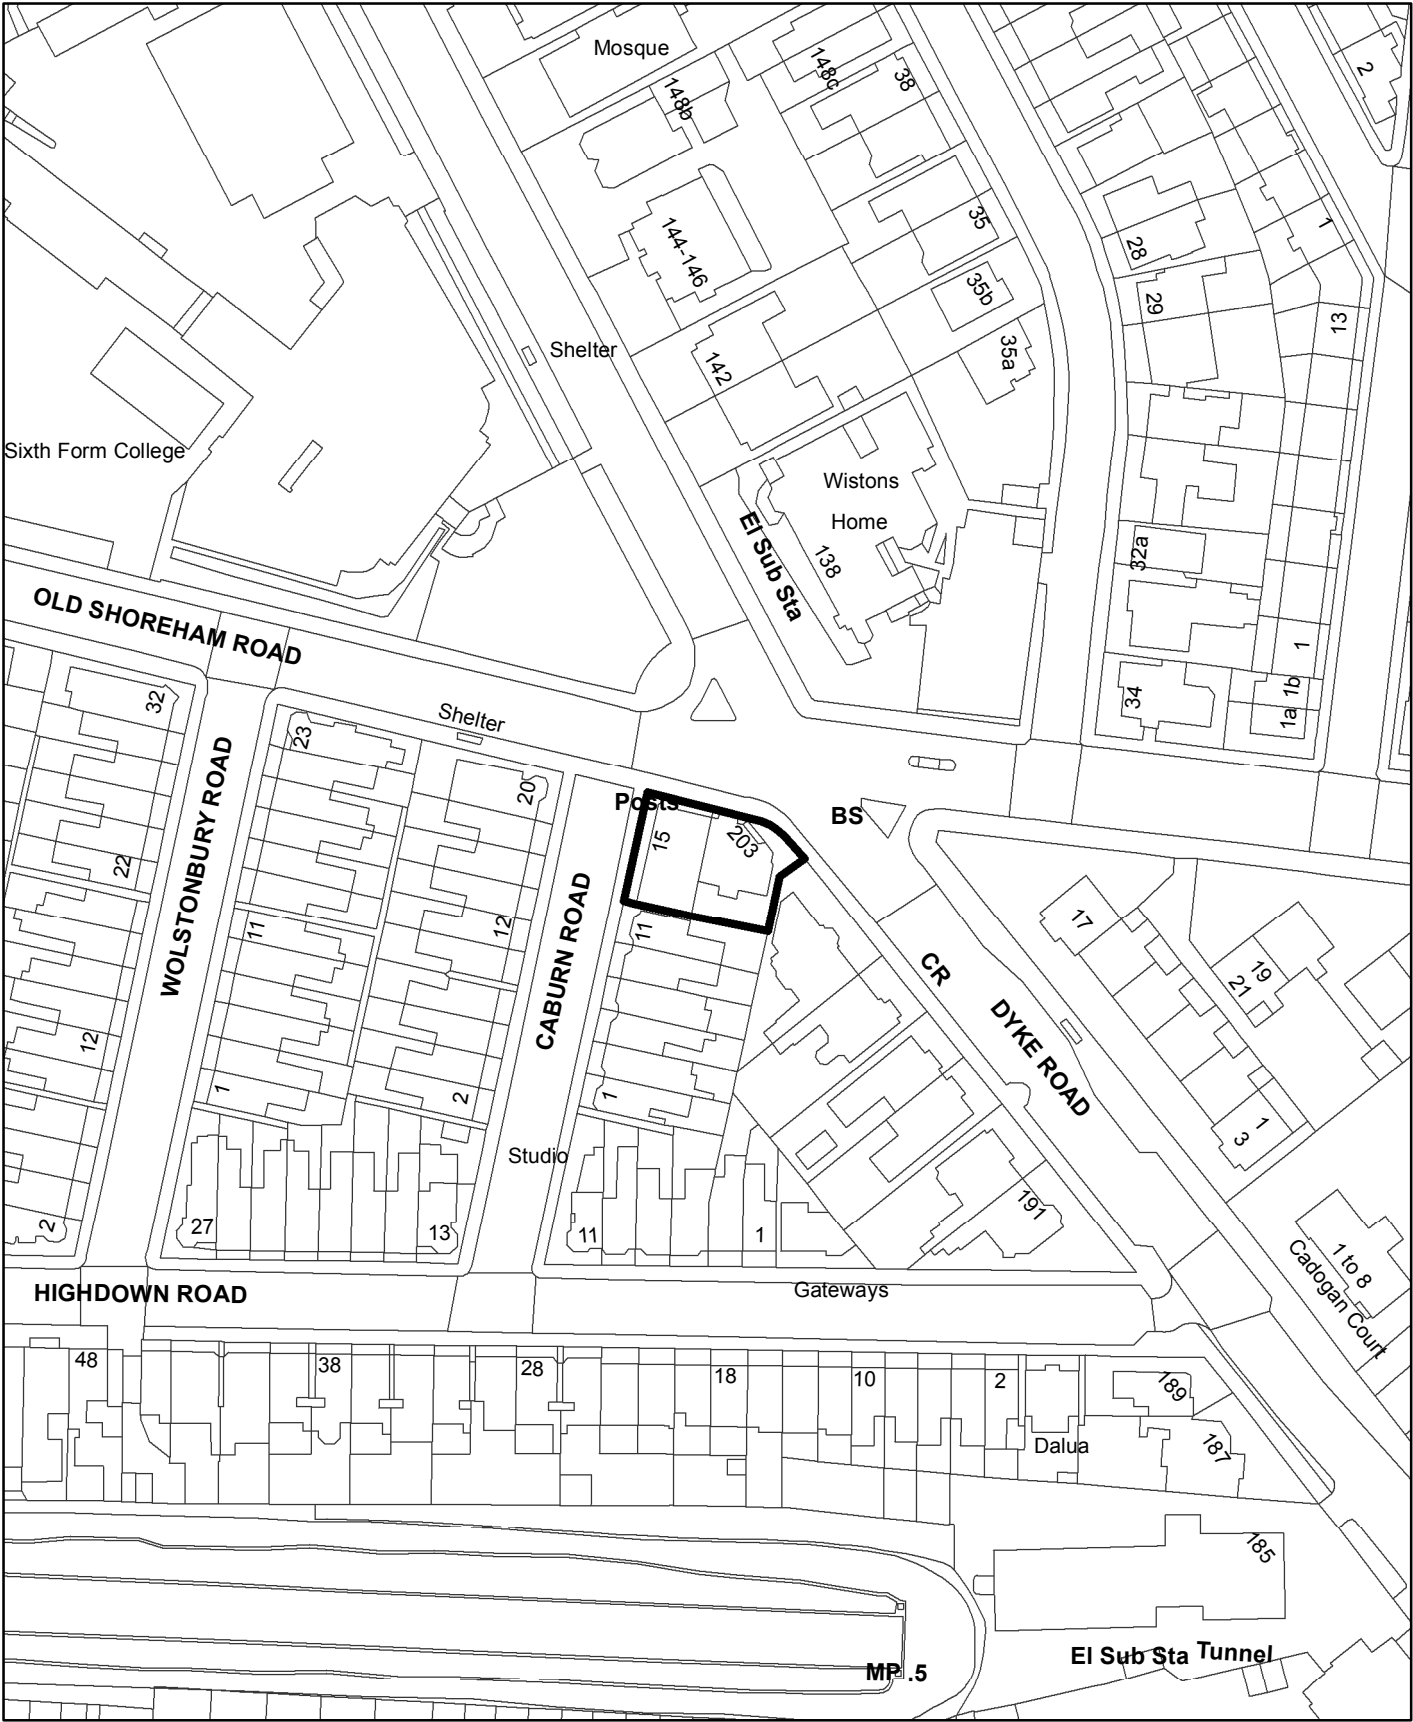 Mosque
148b
148c
38
2
144-146
35
28
1
35b
29
13
Shelter
142
35a
Sixth Form College
Wistons
Home
El Sub Sta
138
32a
OLD SHOREHAM ROAD
1
32
34
1b
1a
Shelter
23
20
Posts
BS
15
203
WOLSTONBURY ROAD
22
CABURN ROAD
11
12
11
17
CR
19
21
DYKE ROAD
12
1
2
1
1
3
Studio
2
27
13
11
1
191
1 to 8
Cadogan Court
HIGHDOWN ROAD
Gateways
48
38
28
18
10
2
189
Dalua
187
185
El Sub Sta
Tunnel
MP .5